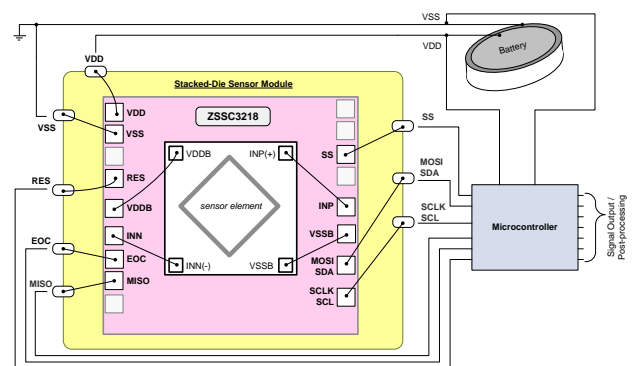 VSS
VDD
Battery
VDD
Stacked-Die Sensor Module
ZSSC3218
VDD
VSS
VSS
SS
SS
VDDB
INP(+)
RES
RES
MOSI
SDA
VDDB
sensor element
INP
SCLK
SCL
Microcontroller
Signal Output /
Post-processing
INN
VSSB
EOC
EOC
INN(-)
VSSB
MOSI
SDA
MISO
MISO
SCLK
SCL